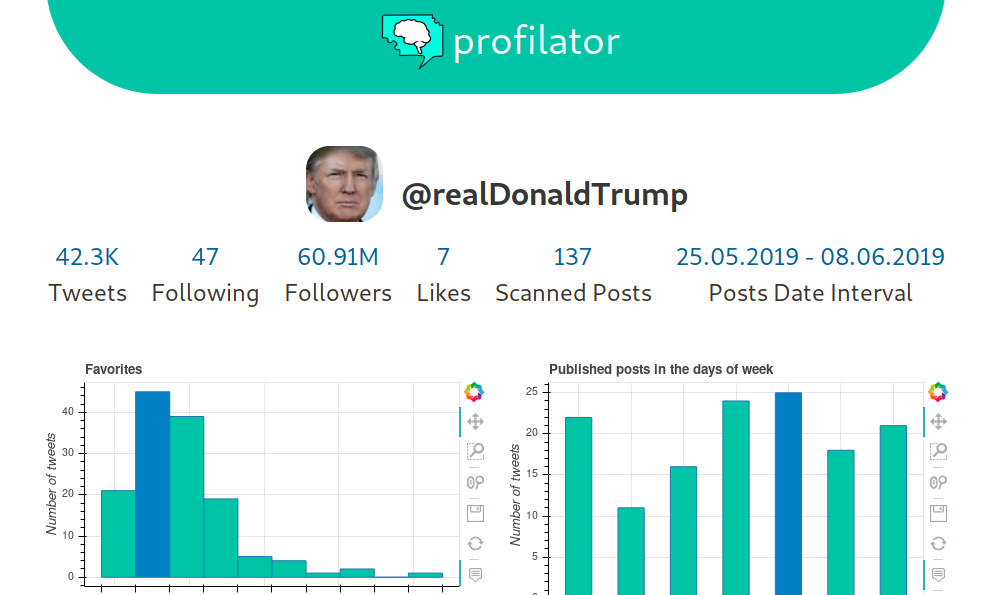 profilator
@realDonaldTrump
42.3K 47 60.91M 7 137 25.05.2019 - 08.06.2019
Tweets Following Followers Likes Scanned Posts Posts Date Interval
Favorites
Number of tweets
40
30
20
10
0
Published posts in the days of week
Number of tweets
25
20
15
10
5
0